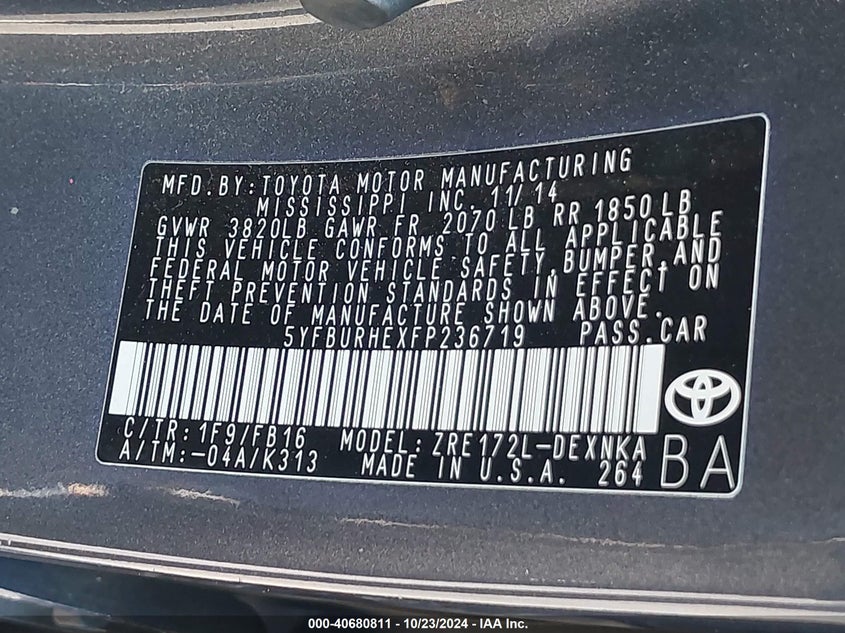 MFD.BY:TOYOTA MOTOR MANUFACTURING
MISSISSIPPI INC. 11/14
GVWR 3820LB GAWR FR 2070 LB RR 1850LB
THIS VEHICLE CONFORMS TO ALL APPLICABLE
FEDERAL MOTOR VEHICLE SAFETY,BUMPER,AND
THEFT PREVENTION STANDARDS IN EFFECT ON
THE DATE OF MANUFACTURE SHOWN ABOVE.
5YFBURHEXFP236719 PASS.CAR
C/TR:1F9/FB16 MODEL:ZRE172L-DEXNKA
A/TM:-04A/K313 MADE IN U.S.A. 264
BA
000-40680811 - 10/23/2024 - IAA Inc.